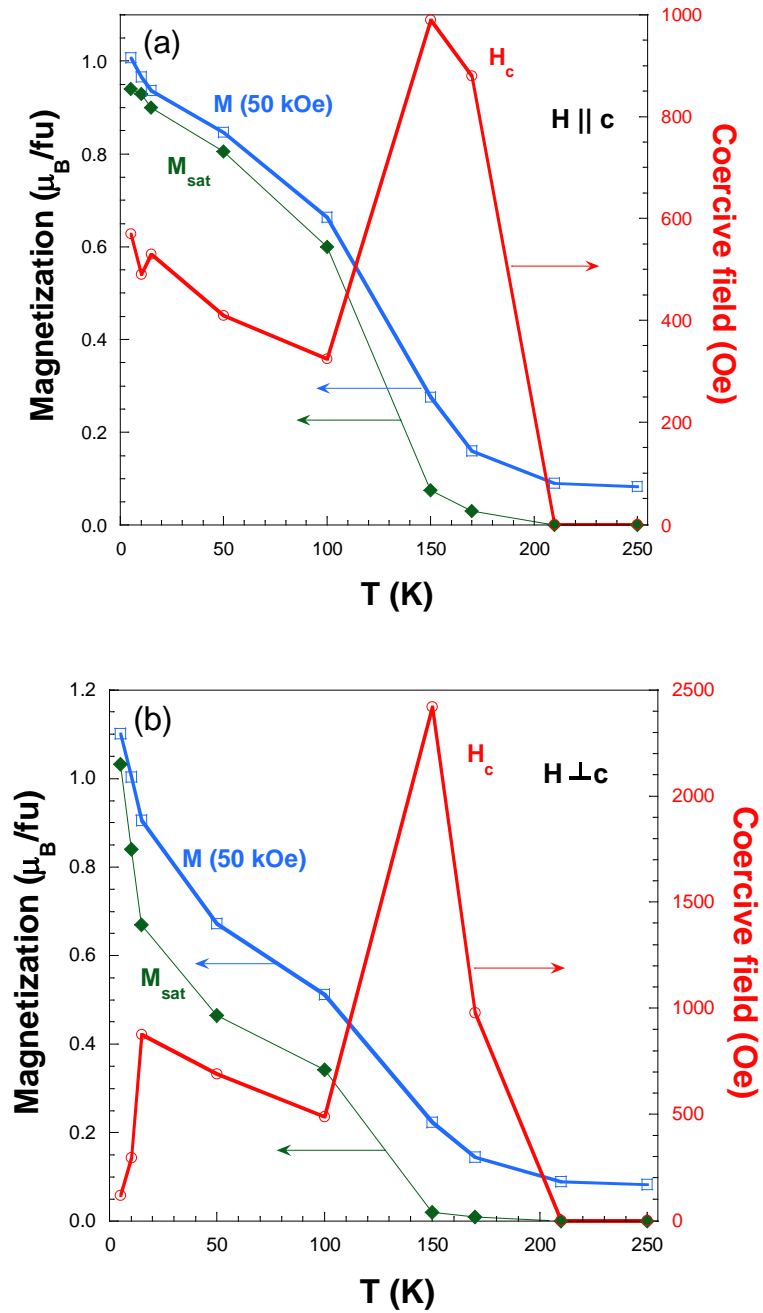 (a)
H_c
M (50 kOe)
H || c
M_sat
Magnetization (μ_B/fu)
Coercive field (Oe)
1.0
0.8
0.6
0.4
0.2
0.0
1000
800
600
400
200
0
0 50 100 150 200 250
T (K)
(b)
H_c
H ⊥ c
M (50 kOe)
M_sat
Magnetization (μ_B/fu)
Coercive field (Oe)
1.2
1.0
0.8
0.6
0.4
0.2
0.0
2500
2000
1500
1000
500
0
0 50 100 150 200 250
T (K)